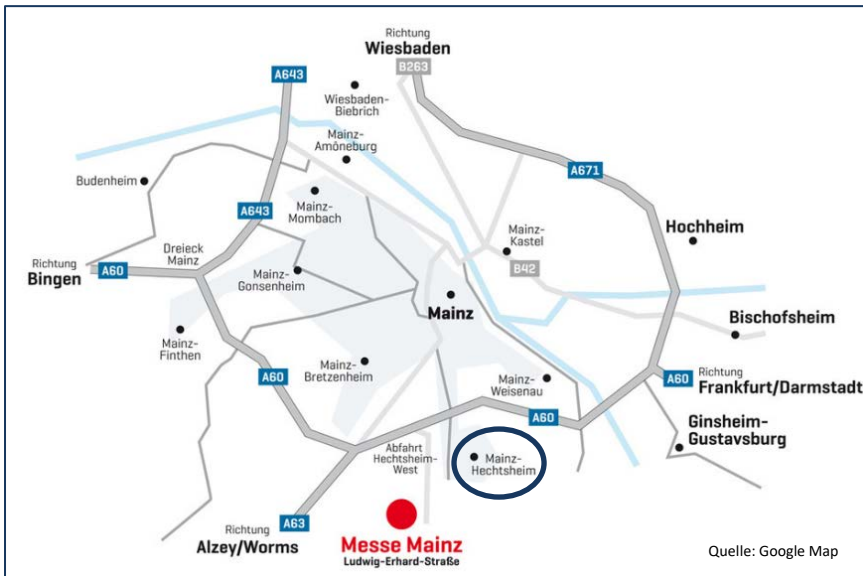 Richtung
Wiesbaden
B263
A643
Wiesbaden-
Biebrich
Mainz-
Amöneburg
A671
Budenheim
Mainz-
Mombach
A643
Hochheim
Mainz-
Kastel
Dreieck
Mainz
Richtung
Bingen
A60
Mainz-
Gonsenheim
B42
Mainz
Bischofsheim
Mainz-
Finthen
Mainz-
Bretzenheim
A60
Mainz-
Weisenau
Richtung
A60
Frankfurt/Darmstadt
A60
Ginsheim-
Gustavsburg
Abfahrt
Hechtsheim-
West
Mainz-
Hechtsheim
A63
Richtung
Alzey/Worms
Messe Mainz
Ludwig-Erhard-Straße
Quelle: Google Map